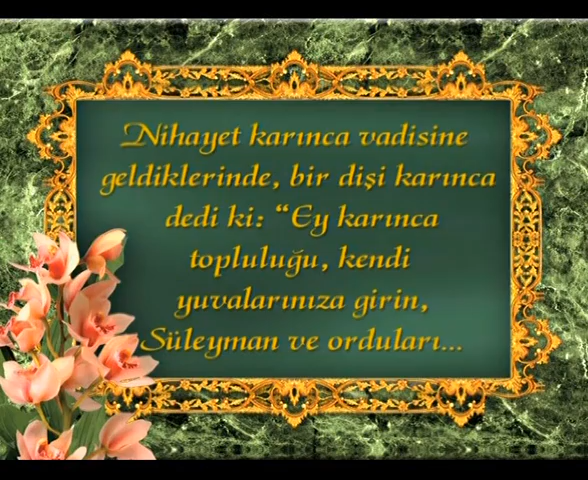 Nihayet karınca vadisine
geldiklerinde, bir dişi karınca
dedi ki: “Ey karınca
topluluğu, kendi
yuvalarınıza girin,
Süleyman ve orduları...